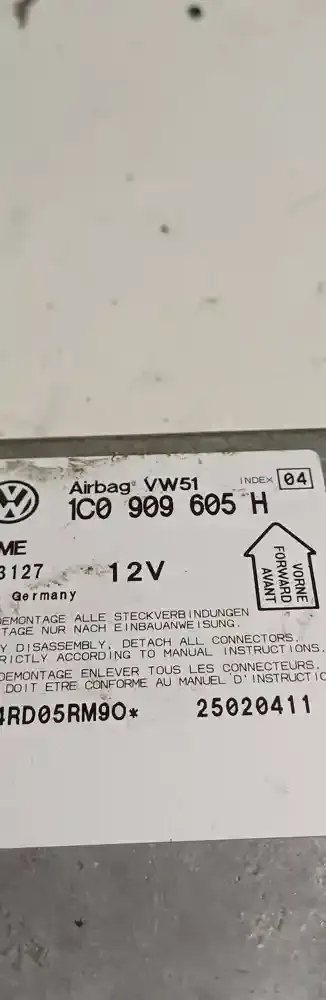 Airbag VW51 INDEX 04
1C0 909 605 H
ME
3127 12V
Germany
VORNE
FORWARD
AVANT
DEMONTAGE ALLE STECKVERBINDUNGEN
TAGE NUR NACH EINBAUANWEISUNG.
Y DISASSEMBLY, DETACH ALL CONNECTORS.
RICTLY ACCORDING TO MANUAL INSTRUCTIONS.
DEMONTAGE ENLEVER TOUS LES CONNECTEURS.
DOIT ETRE CONFORME AU MANUEL D'INSTRUCTIO
4RD05RM9O* 25020411